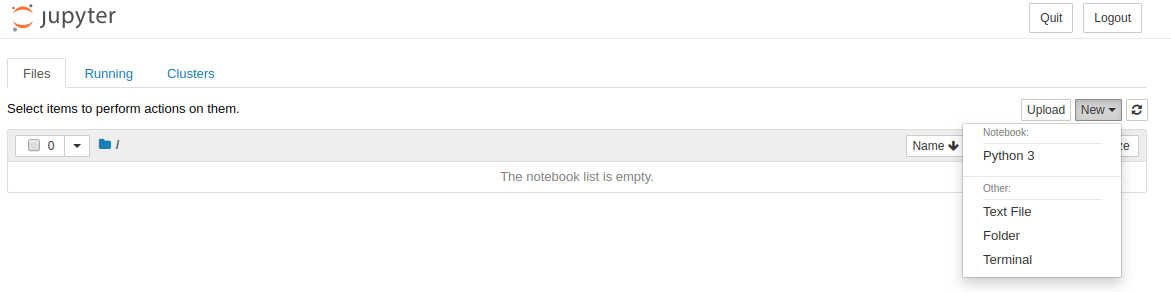 jupyter
Quit Logout
Files Running Clusters
Select items to perform actions on them.
Upload New
0 / Name ze
Notebook:
Python 3
The notebook list is empty.
Other:
Text File
Folder
Terminal